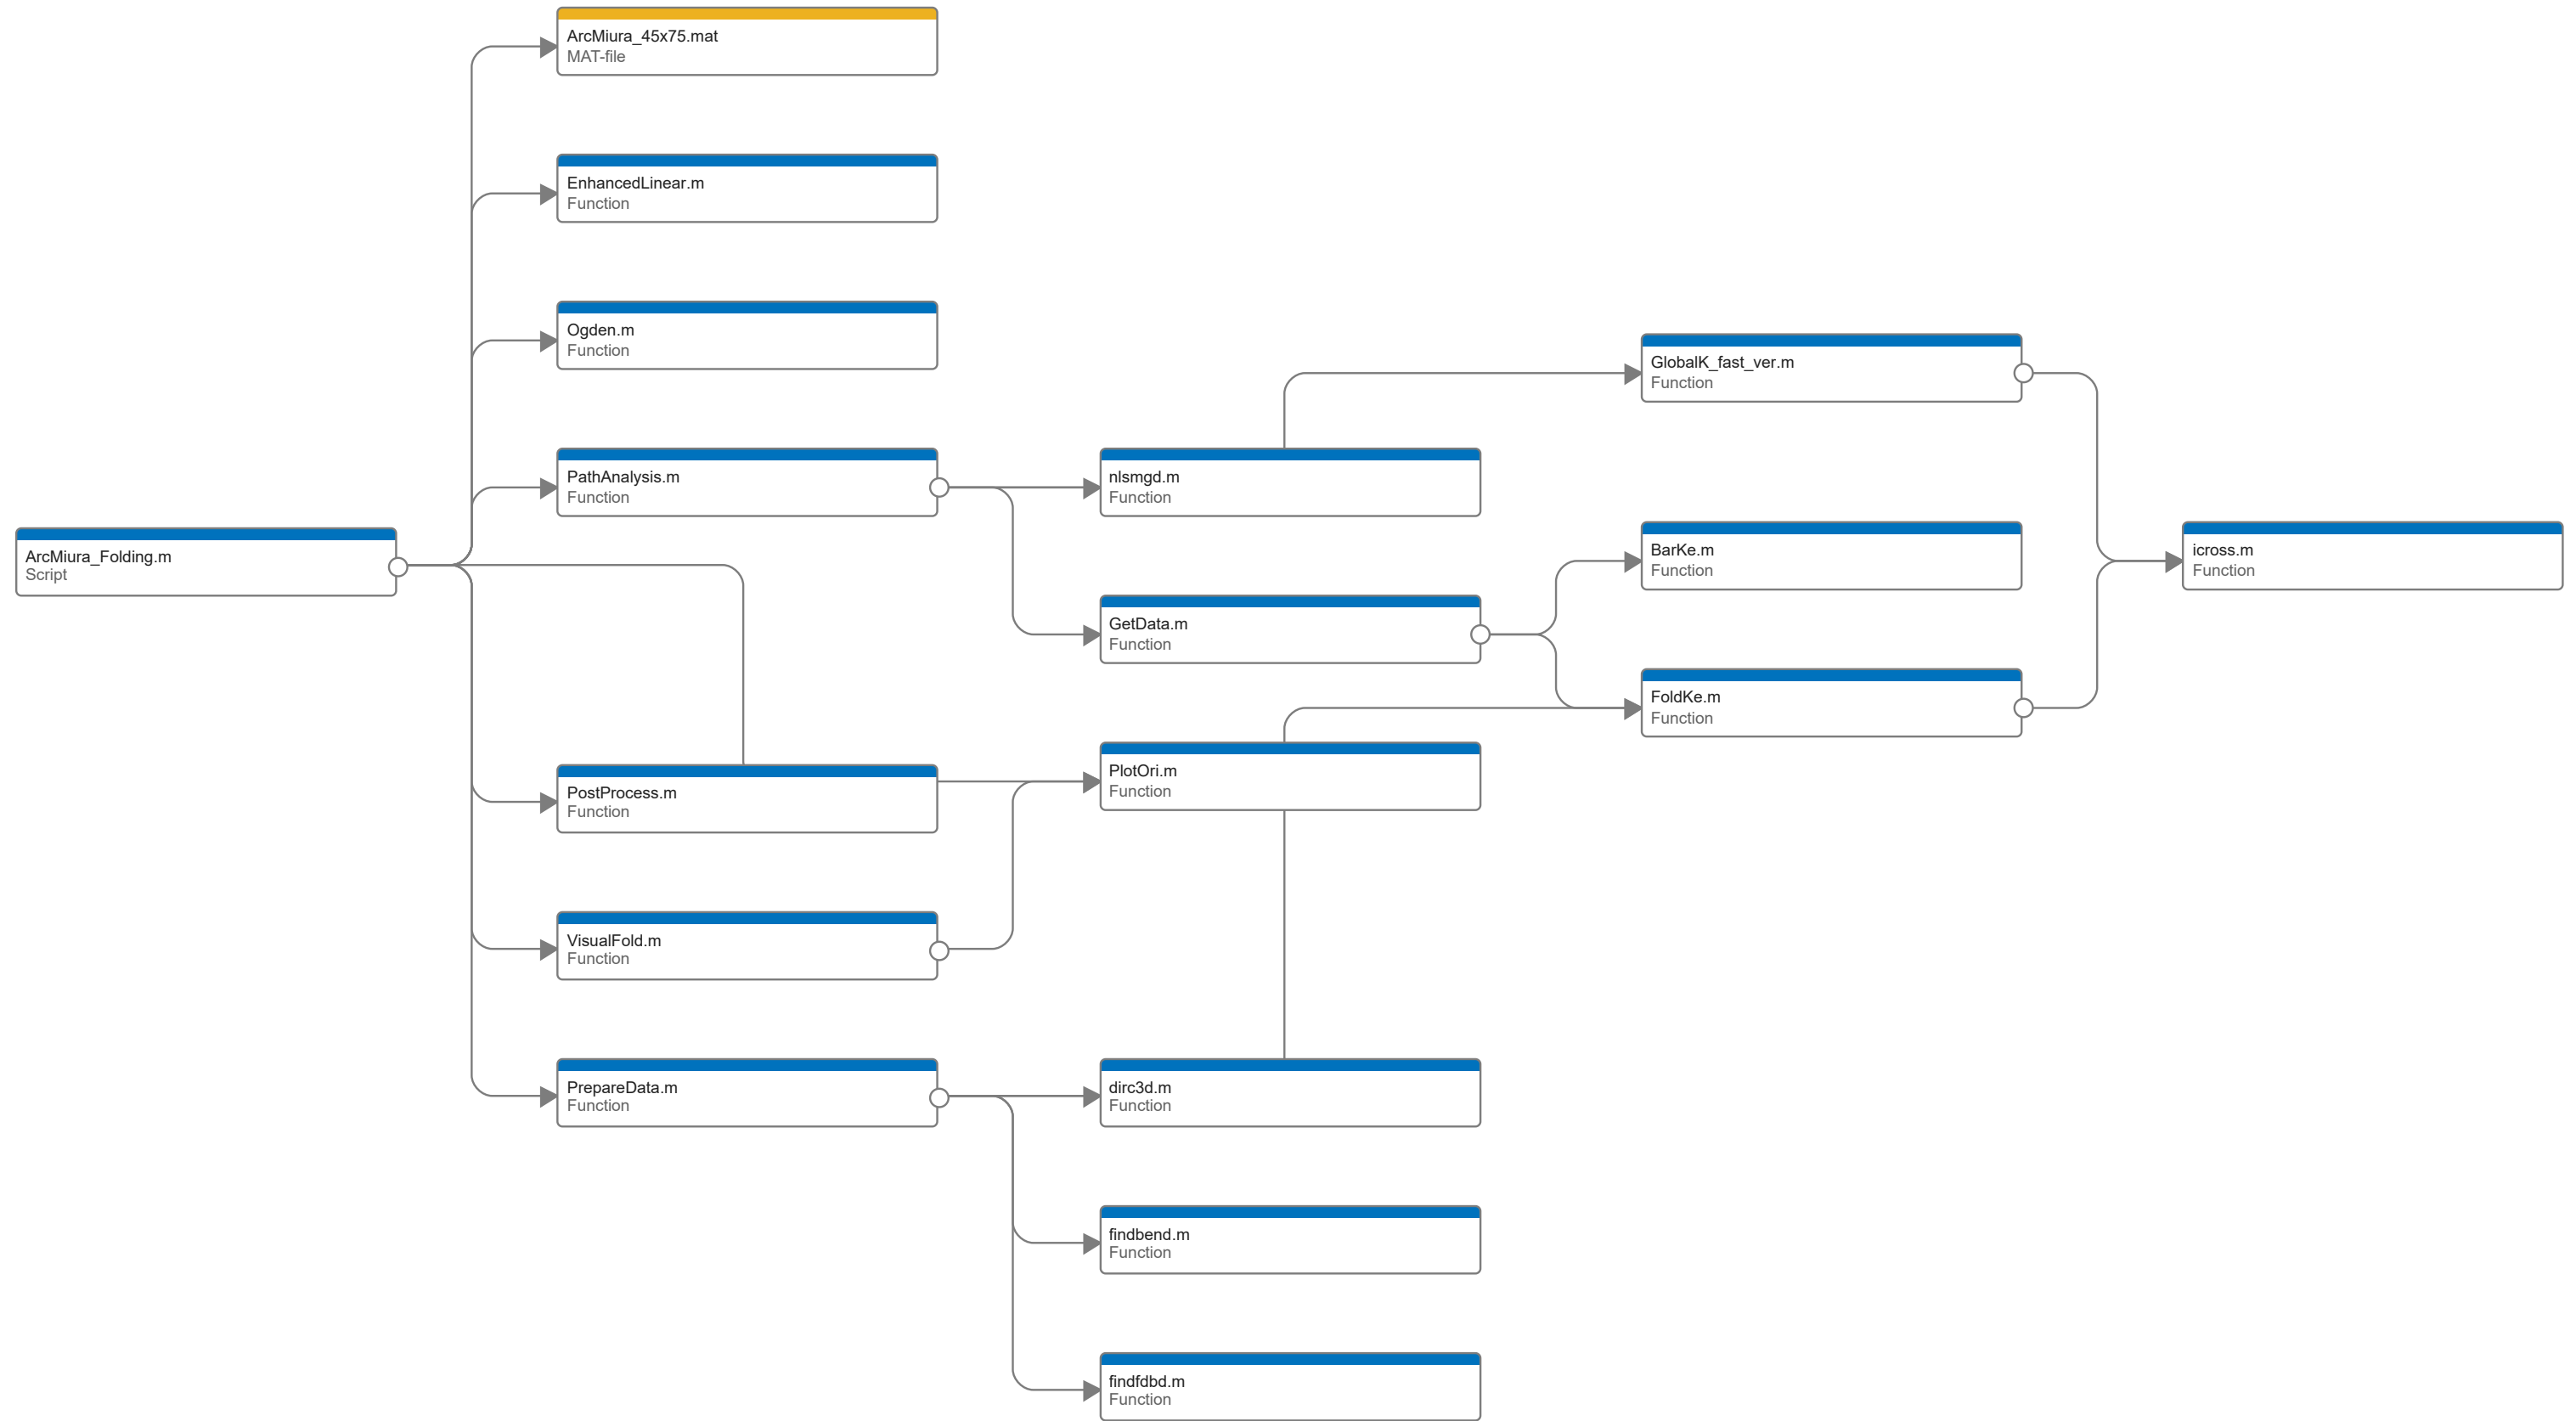 ArcMiura_45x75.mat
MAT-file
EnhancedLinear.m
Function
Ogden.m
Function
GlobalK_fast_ver.m
Function
PathAnalysis.m
Function
nlsmgd.m
Function
ArcMiura_Folding.m
Script
BarKe.m
Function
icross.m
Function
GetData.m
Function
FoldKe.m
Function
PostProcess.m
Function
PlotOri.m
Function
VisualFold.m
Function
PrepareData.m
Function
dirc3d.m
Function
findbend.m
Function
findfdbd.m
Function